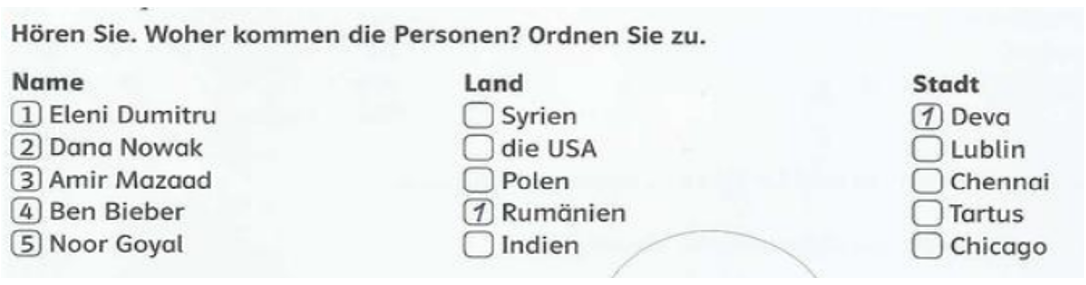 Hören Sie. Woher kommen die Personen? Ordnen Sie zu.
Name Land Stadt
1 Eleni Dumitru Syrien 1 Deva
2 Dana Nowak die USA Lublin
3 Amir Mazaad Polen Chennai
4 Ben Bieber 1 Rumänien Tartus
5 Noor Goyal Indien Chicago